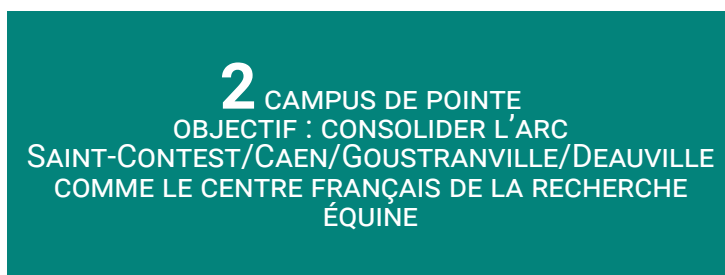 2 CAMPUS DE POINTE
OBJECTIF : CONSOLIDER L'ARC
SAINT-CONTEST/CAEN/GOUSTRANVILLE/DEAUVILLE
COMME LE CENTRE FRANÇAIS DE LA RECHERCHE
ÉQUINE